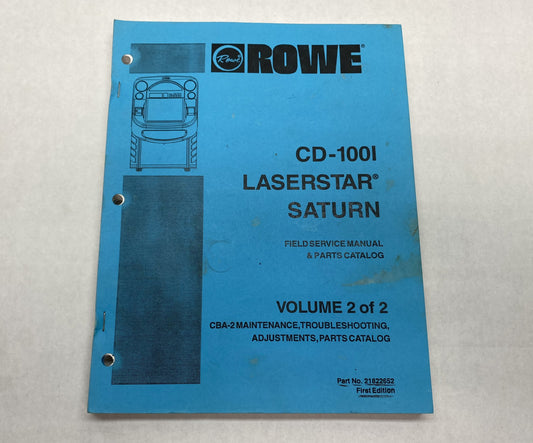 Rowe ROWE®
CD-100I
LASERSTAR®
SATURN
FIELD SERVICE MANUAL
& PARTS CATALOG
VOLUME 2 of 2
CBA-2 MAINTENANCE, TROUBLESHOOTING,
ADJUSTMENTS, PARTS CATALOG
Part No. 21822652
First Edition